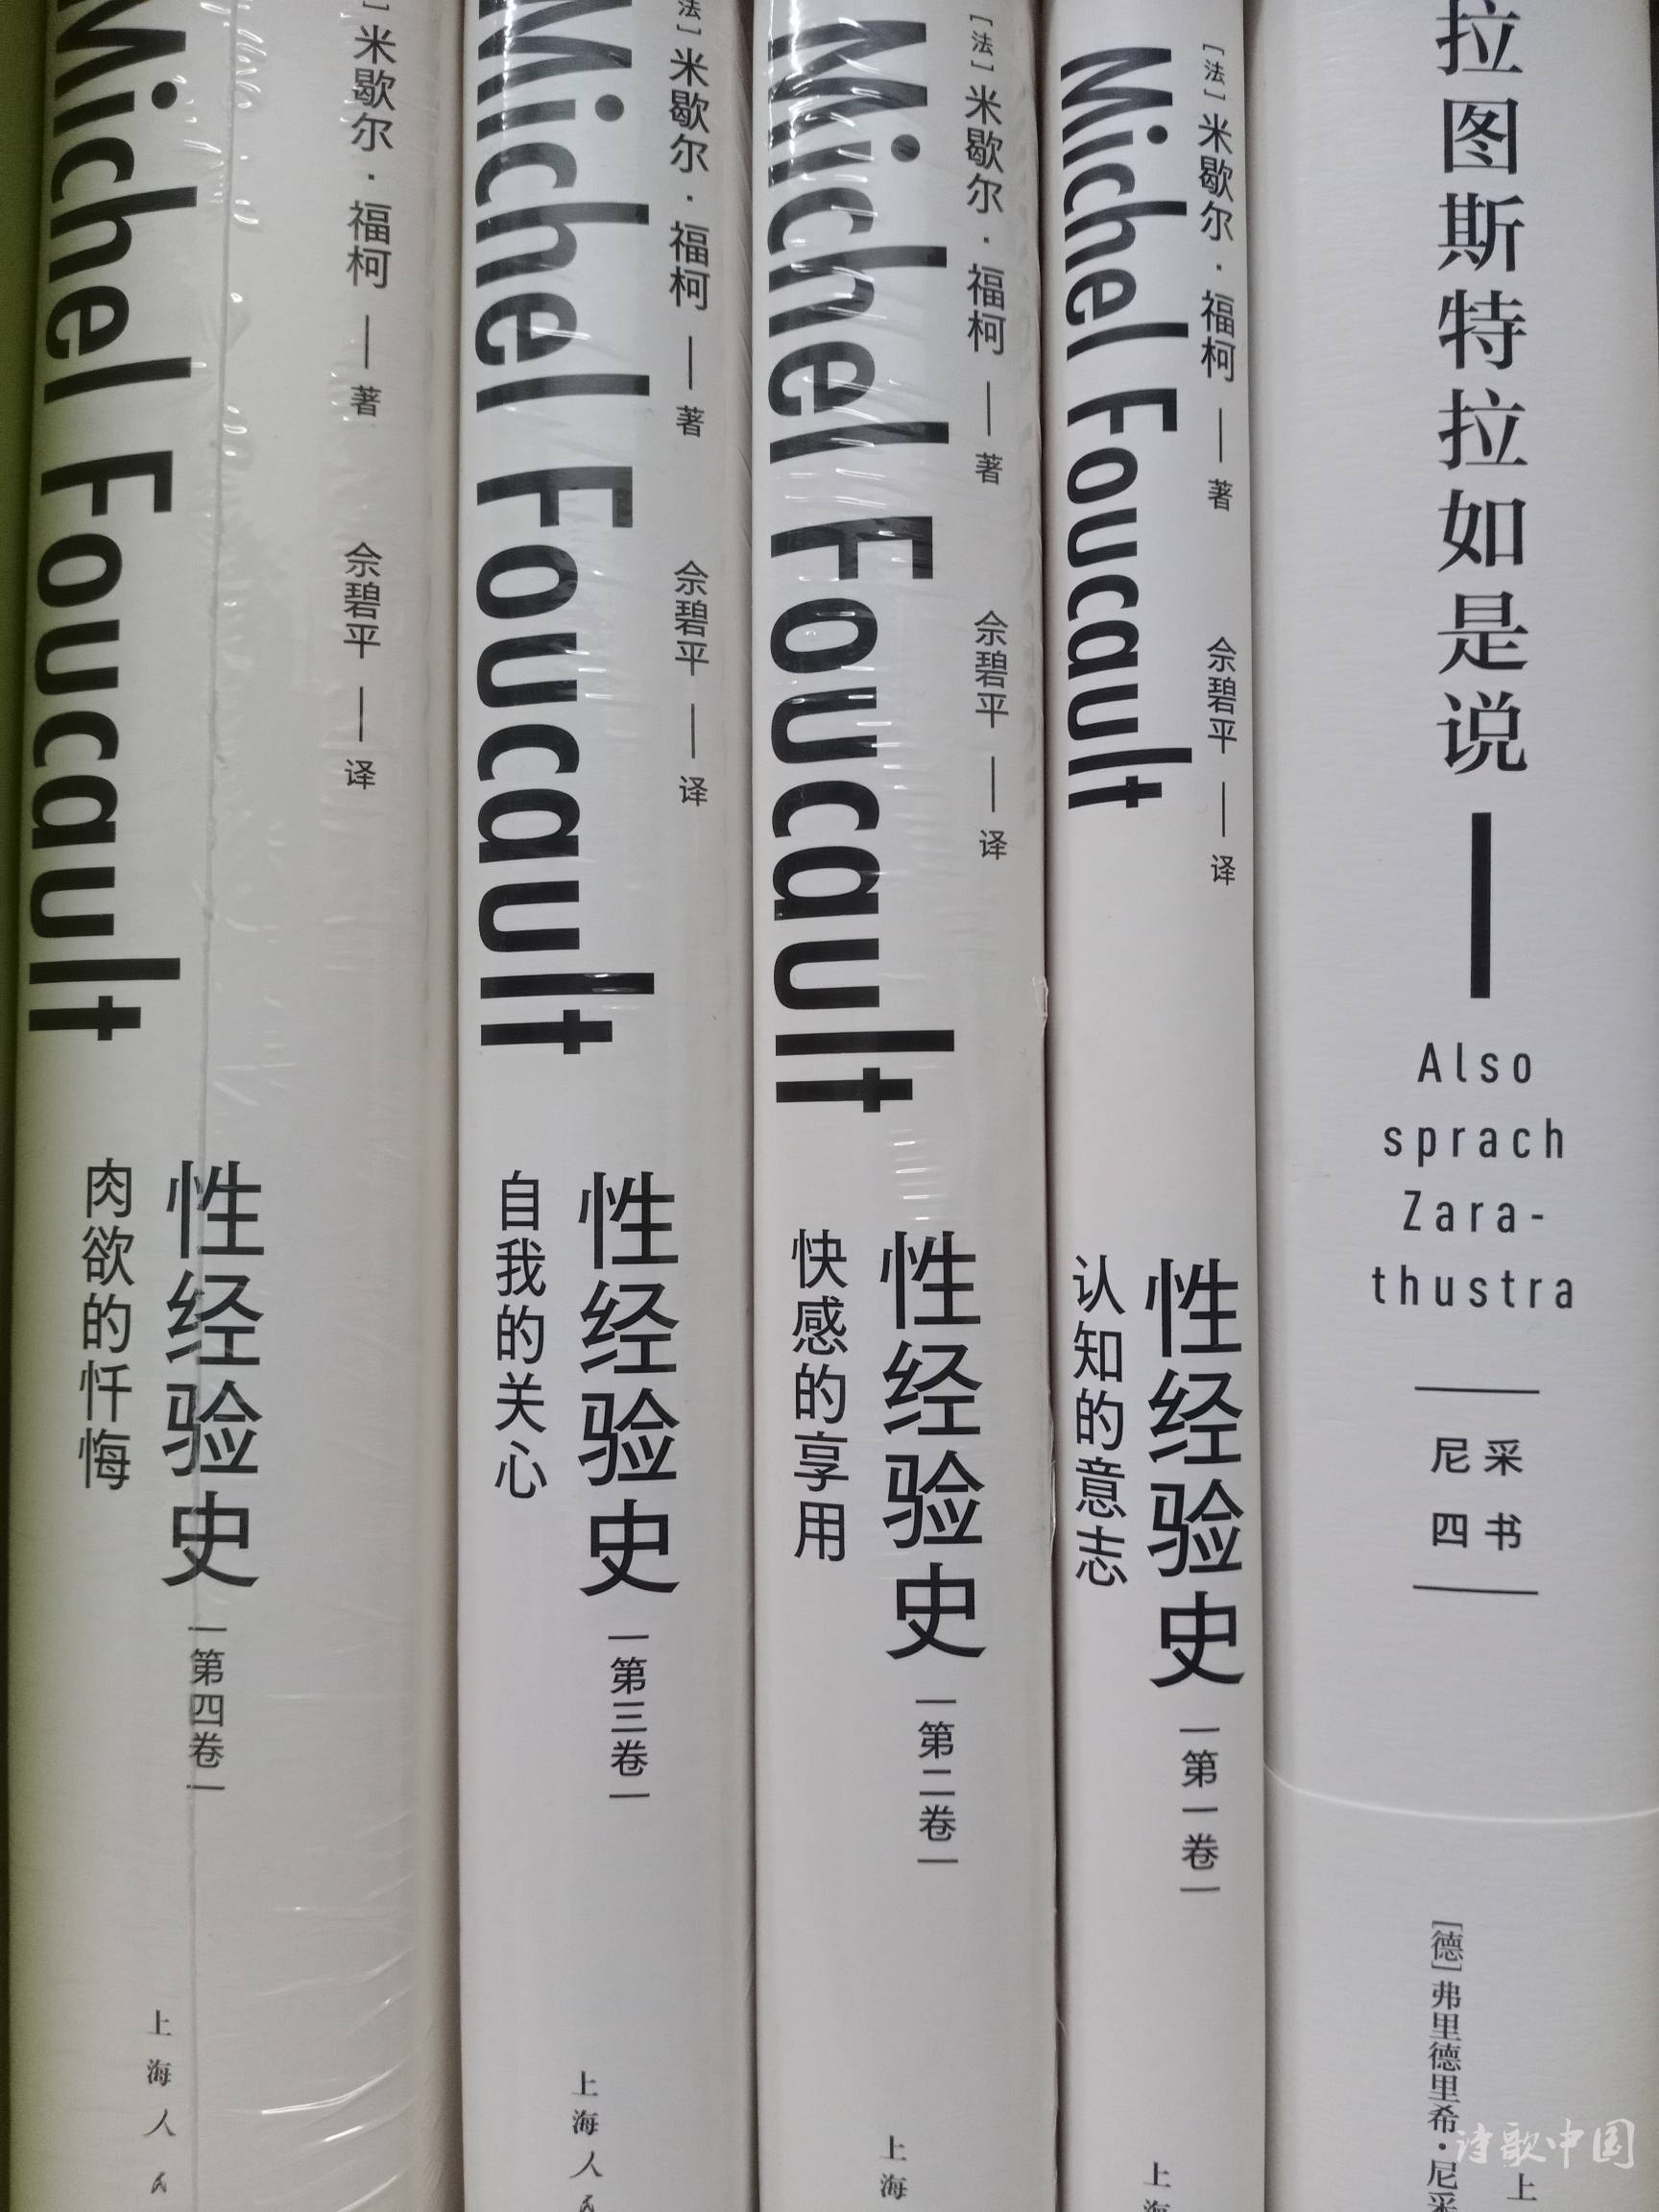 米歇尔·福柯 — 著 佘碧平 — 译
Michel Foucault
性经验史 |第四卷|
肉欲的忏悔
上海人民
[法] 米歇尔·福柯 — 著 佘碧平 — 译
Michel Foucault
性经验史 |第三卷|
自我的关心
上海人民
[法] 米歇尔·福柯 — 著 佘碧平 — 译
Michel Foucault
性经验史 |第二卷|
快感的享用
上海
[法] 米歇尔·福柯 — 著 佘碧平 — 译
Michel Foucault
性经验史 |第一卷|
认知的意志
上海
拉图斯特拉如是说
Also
sprach
Zara-
thustra
尼采
四书
[德] 弗里德里希·尼采
上
诗歌中国